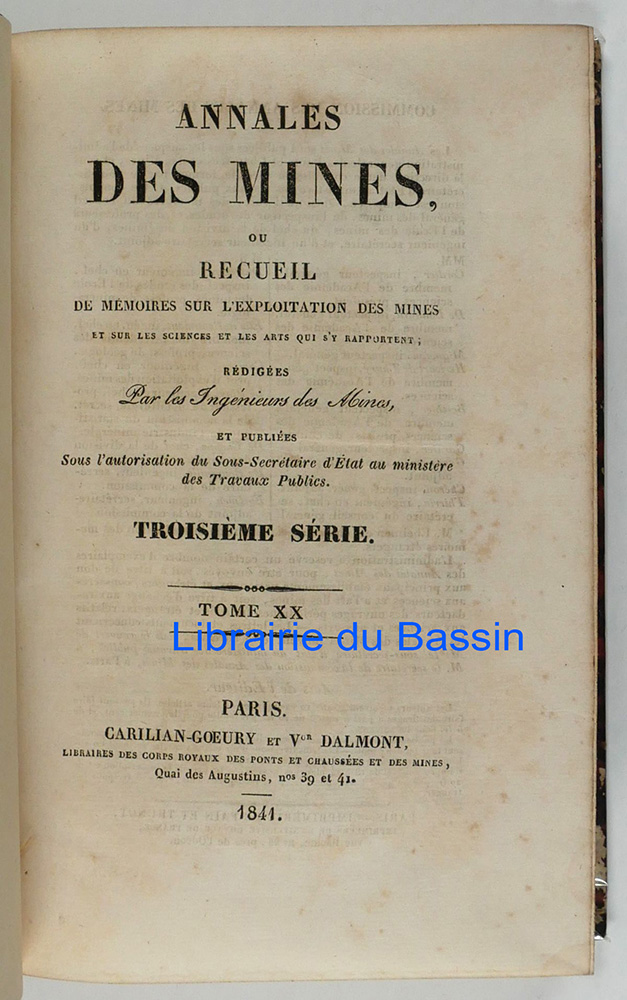 ANNALES
DES MINES,
OU
RECUEIL
DE MÉMOIRES SUR L'EXPLOITATION DES MINES
ET SUR LES SCIENCES ET LES ARTS QUI S'Y RAPPORTENT;
RÉDIGÉES
Par les Ingénieurs des Mines,
ET PUBLIÉES
Sous l'autorisation du Sous-Secrétaire d'État au ministère
des Travaux Publics.
TROISIÈME SÉRIE.
TOME XX
Librairie du Bassin
PARIS.
CARILIAN-GOEURY ET Vor DALMONT,
LIBRAIRES DES CORPS ROYAUX DES PONTS ET CHAUSSÉES ET DES MINES,
Quai des Augustins, nos 39 et 41.
1841.